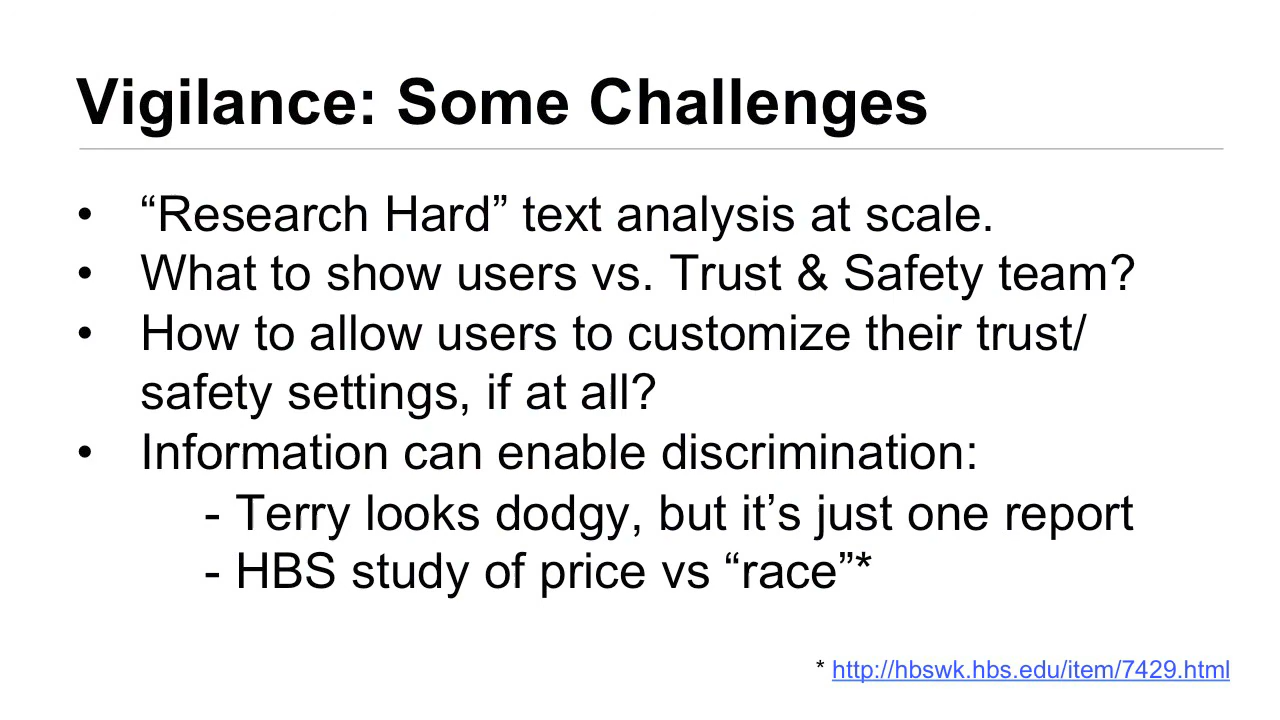 Vigilance: Some Challenges
• “Research Hard” text analysis at scale.
• What to show users vs. Trust & Safety team?
• How to allow users to customize their trust/
safety settings, if at all?
• Information can enable discrimination:
- Terry looks dodgy, but it’s just one report
- HBS study of price vs “race”*
* http://hbswk.hbs.edu/item/7429.html